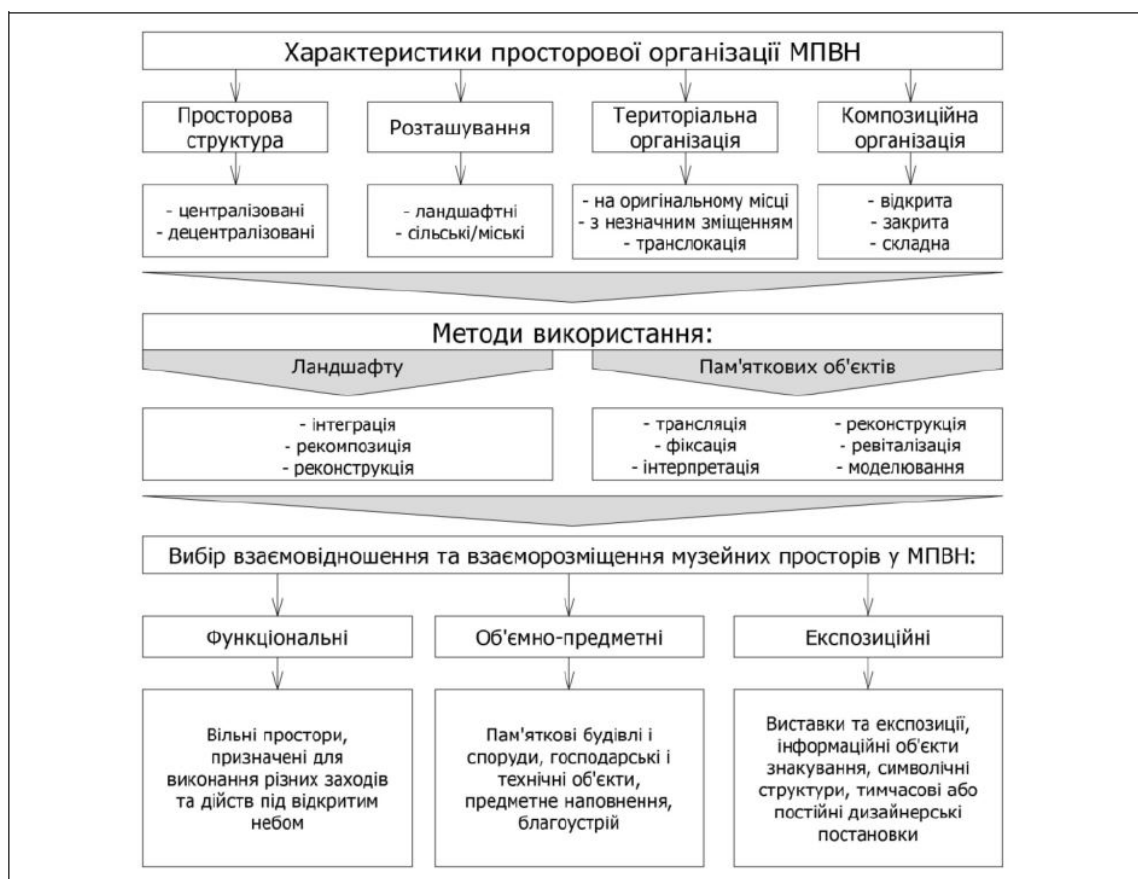 Характеристики просторової організації МПВН
Просторова
структура
Розташування
Територіальна
організація
Композиційна
організація
- централізовані
- децентралізовані
- ландшафтні
- сільські/міські
- на оригінальному місці
- з незначним зміщенням
- транслокація
- відкрита
- закрита
- складна
Методи використання:
Ландшафту
Пам'яткових об'єктів
- інтеграція
- рекомпозиція
- реконструкція
- трансляція
- фіксація
- інтерпретація
- реконструкція
- ревіталізація
- моделювання
Вибір взаємовідношення та взаєморозміщення музейних просторів у МПВН:
Функціональні
Об'ємно-предметні
Експозиційні
Вільні простори,
призначені для
виконання різних заходів
та дійств під відкритим
небом
Пам'яткові будівлі і
споруди, господарські і
технічні об'єкти,
предметне наповнення,
благоустрій
Виставки та експозиції,
інформаційні об'єкти
знакування, символічні
структури, тимчасові або
постійні дизайнерські
постановки